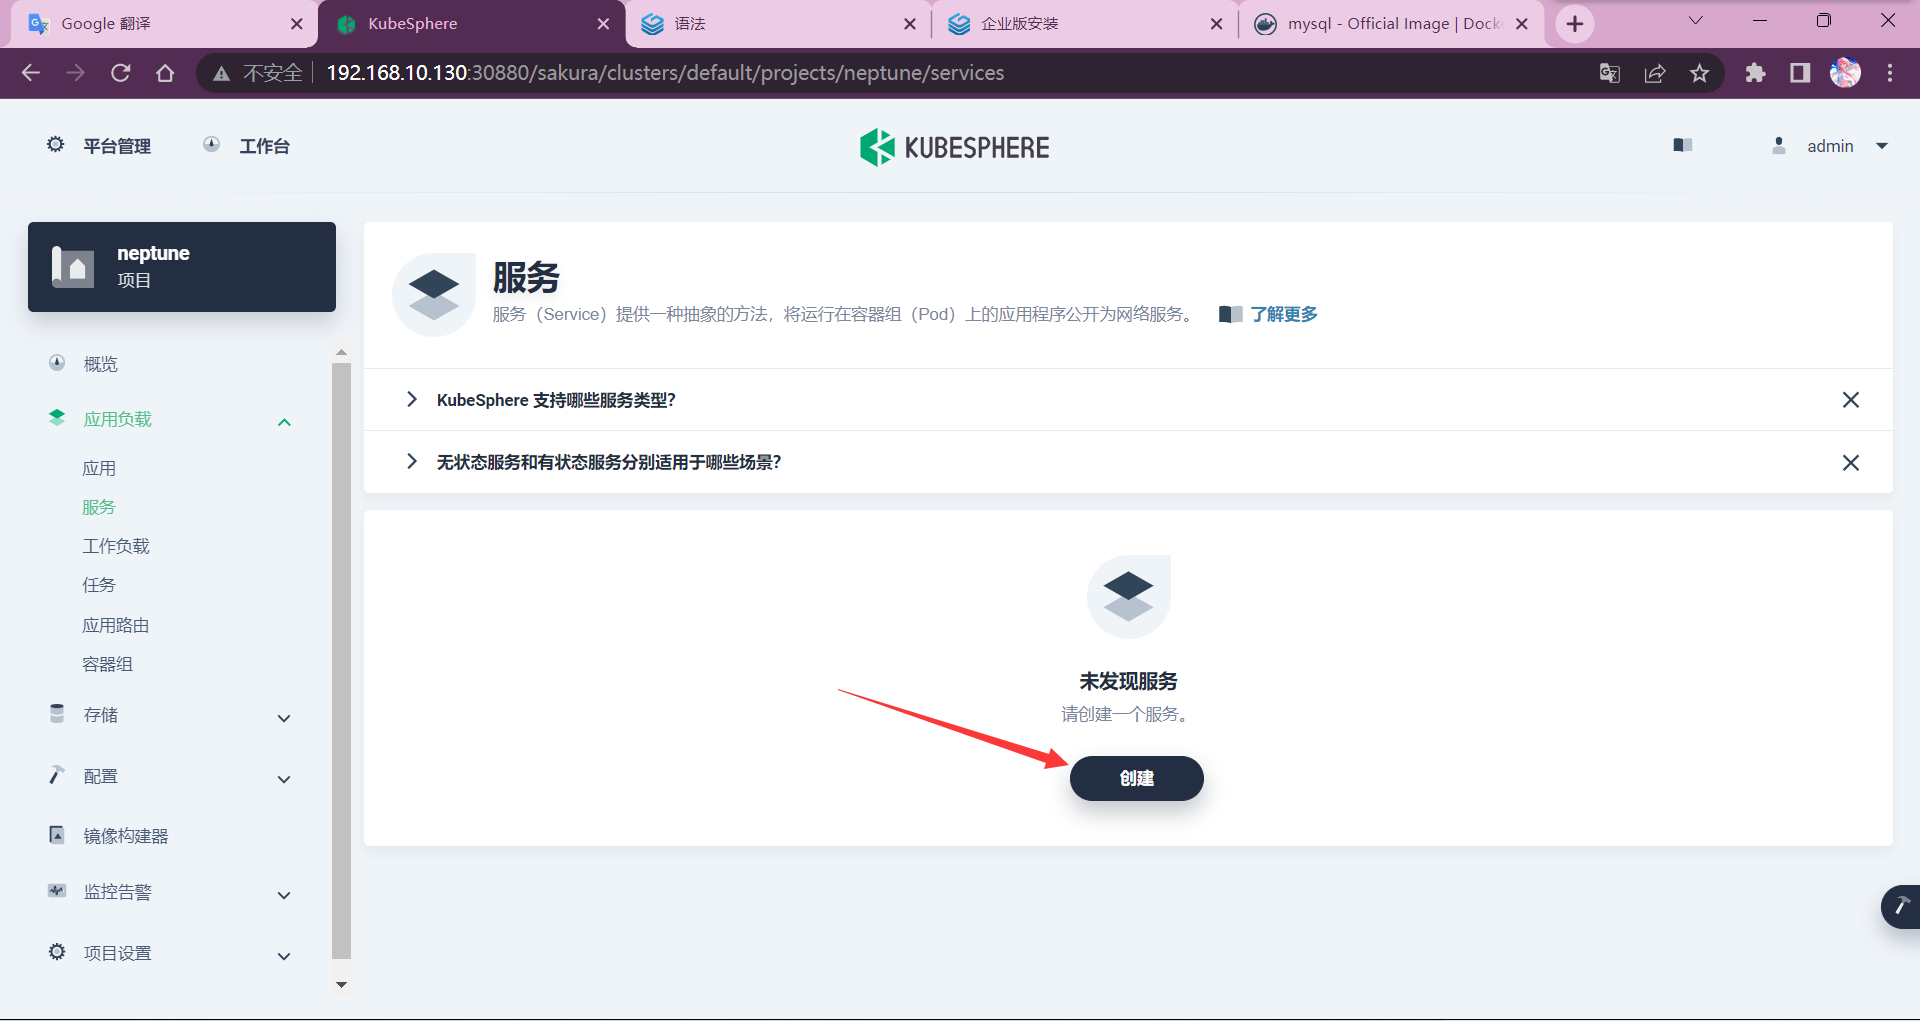 Google 翻译
KubeSphere
语法
企业版安装
mysql - Official Image | Dock
不安全
192.168.10.130:30880/sakura/clusters/default/projects/neptune/services
平台管理
工作台
KUBESPHERE
admin
neptune
项目
概览
应用负载
应用
服务
工作负载
任务
应用路由
容器组
存储
配置
镜像构建器
监控告警
项目设置
服务
服务（Service）提供一种抽象的方法，将运行在容器组（Pod）上的应用程序公开为网络服务。 了解更多
KubeSphere 支持哪些服务类型？
无状态服务和有状态服务分别适用于哪些场景？
未发现服务
请创建一个服务。
创建